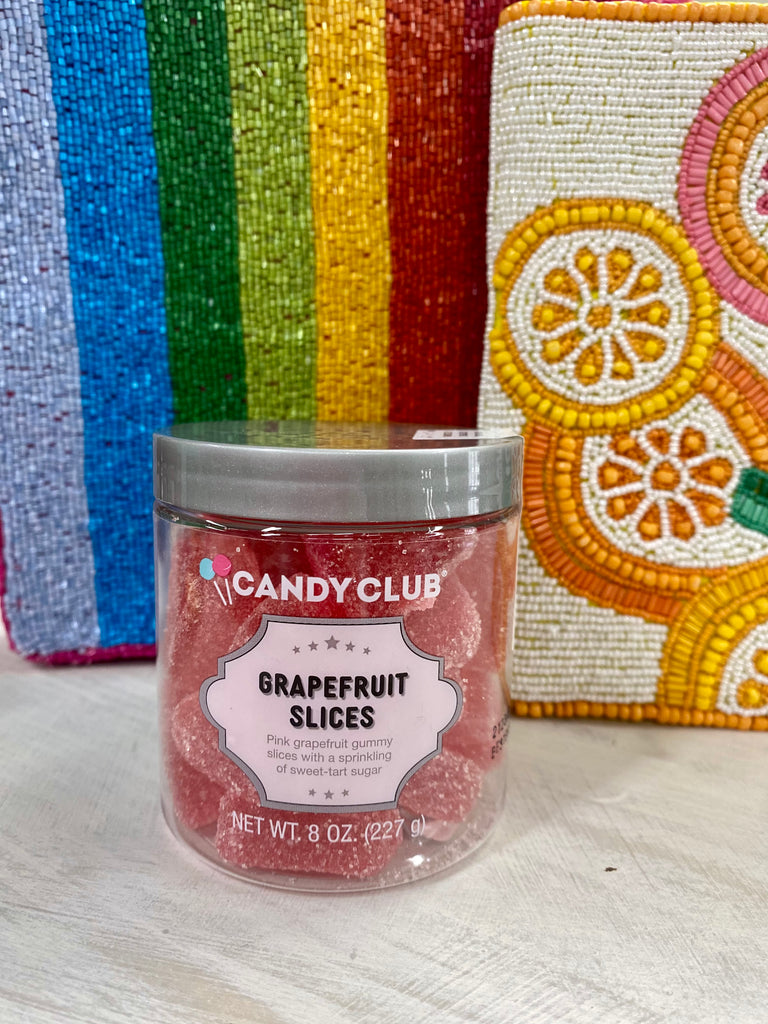 CANDY CLUB®
GRAPEFRUIT
SLICES
Pink grapefruit gummy
slices with a sprinkling
of sweet-tart sugar
NET WT. 8 OZ. (227 g)